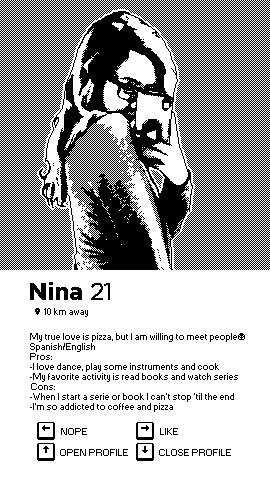 Nina 21
10 km away
My true love is pizza, but I am willing to meet people
Spanish/English
Pros:
-I love dance, play some instruments and cook
-My favorite activity is read books and watch series
Cons:
-When I start a serie or book I can't stop 'til the end
-I'm so addicted to coffee and pizza
← NOPE → LIKE
↑ OPEN PROFILE ↓ CLOSE PROFILE